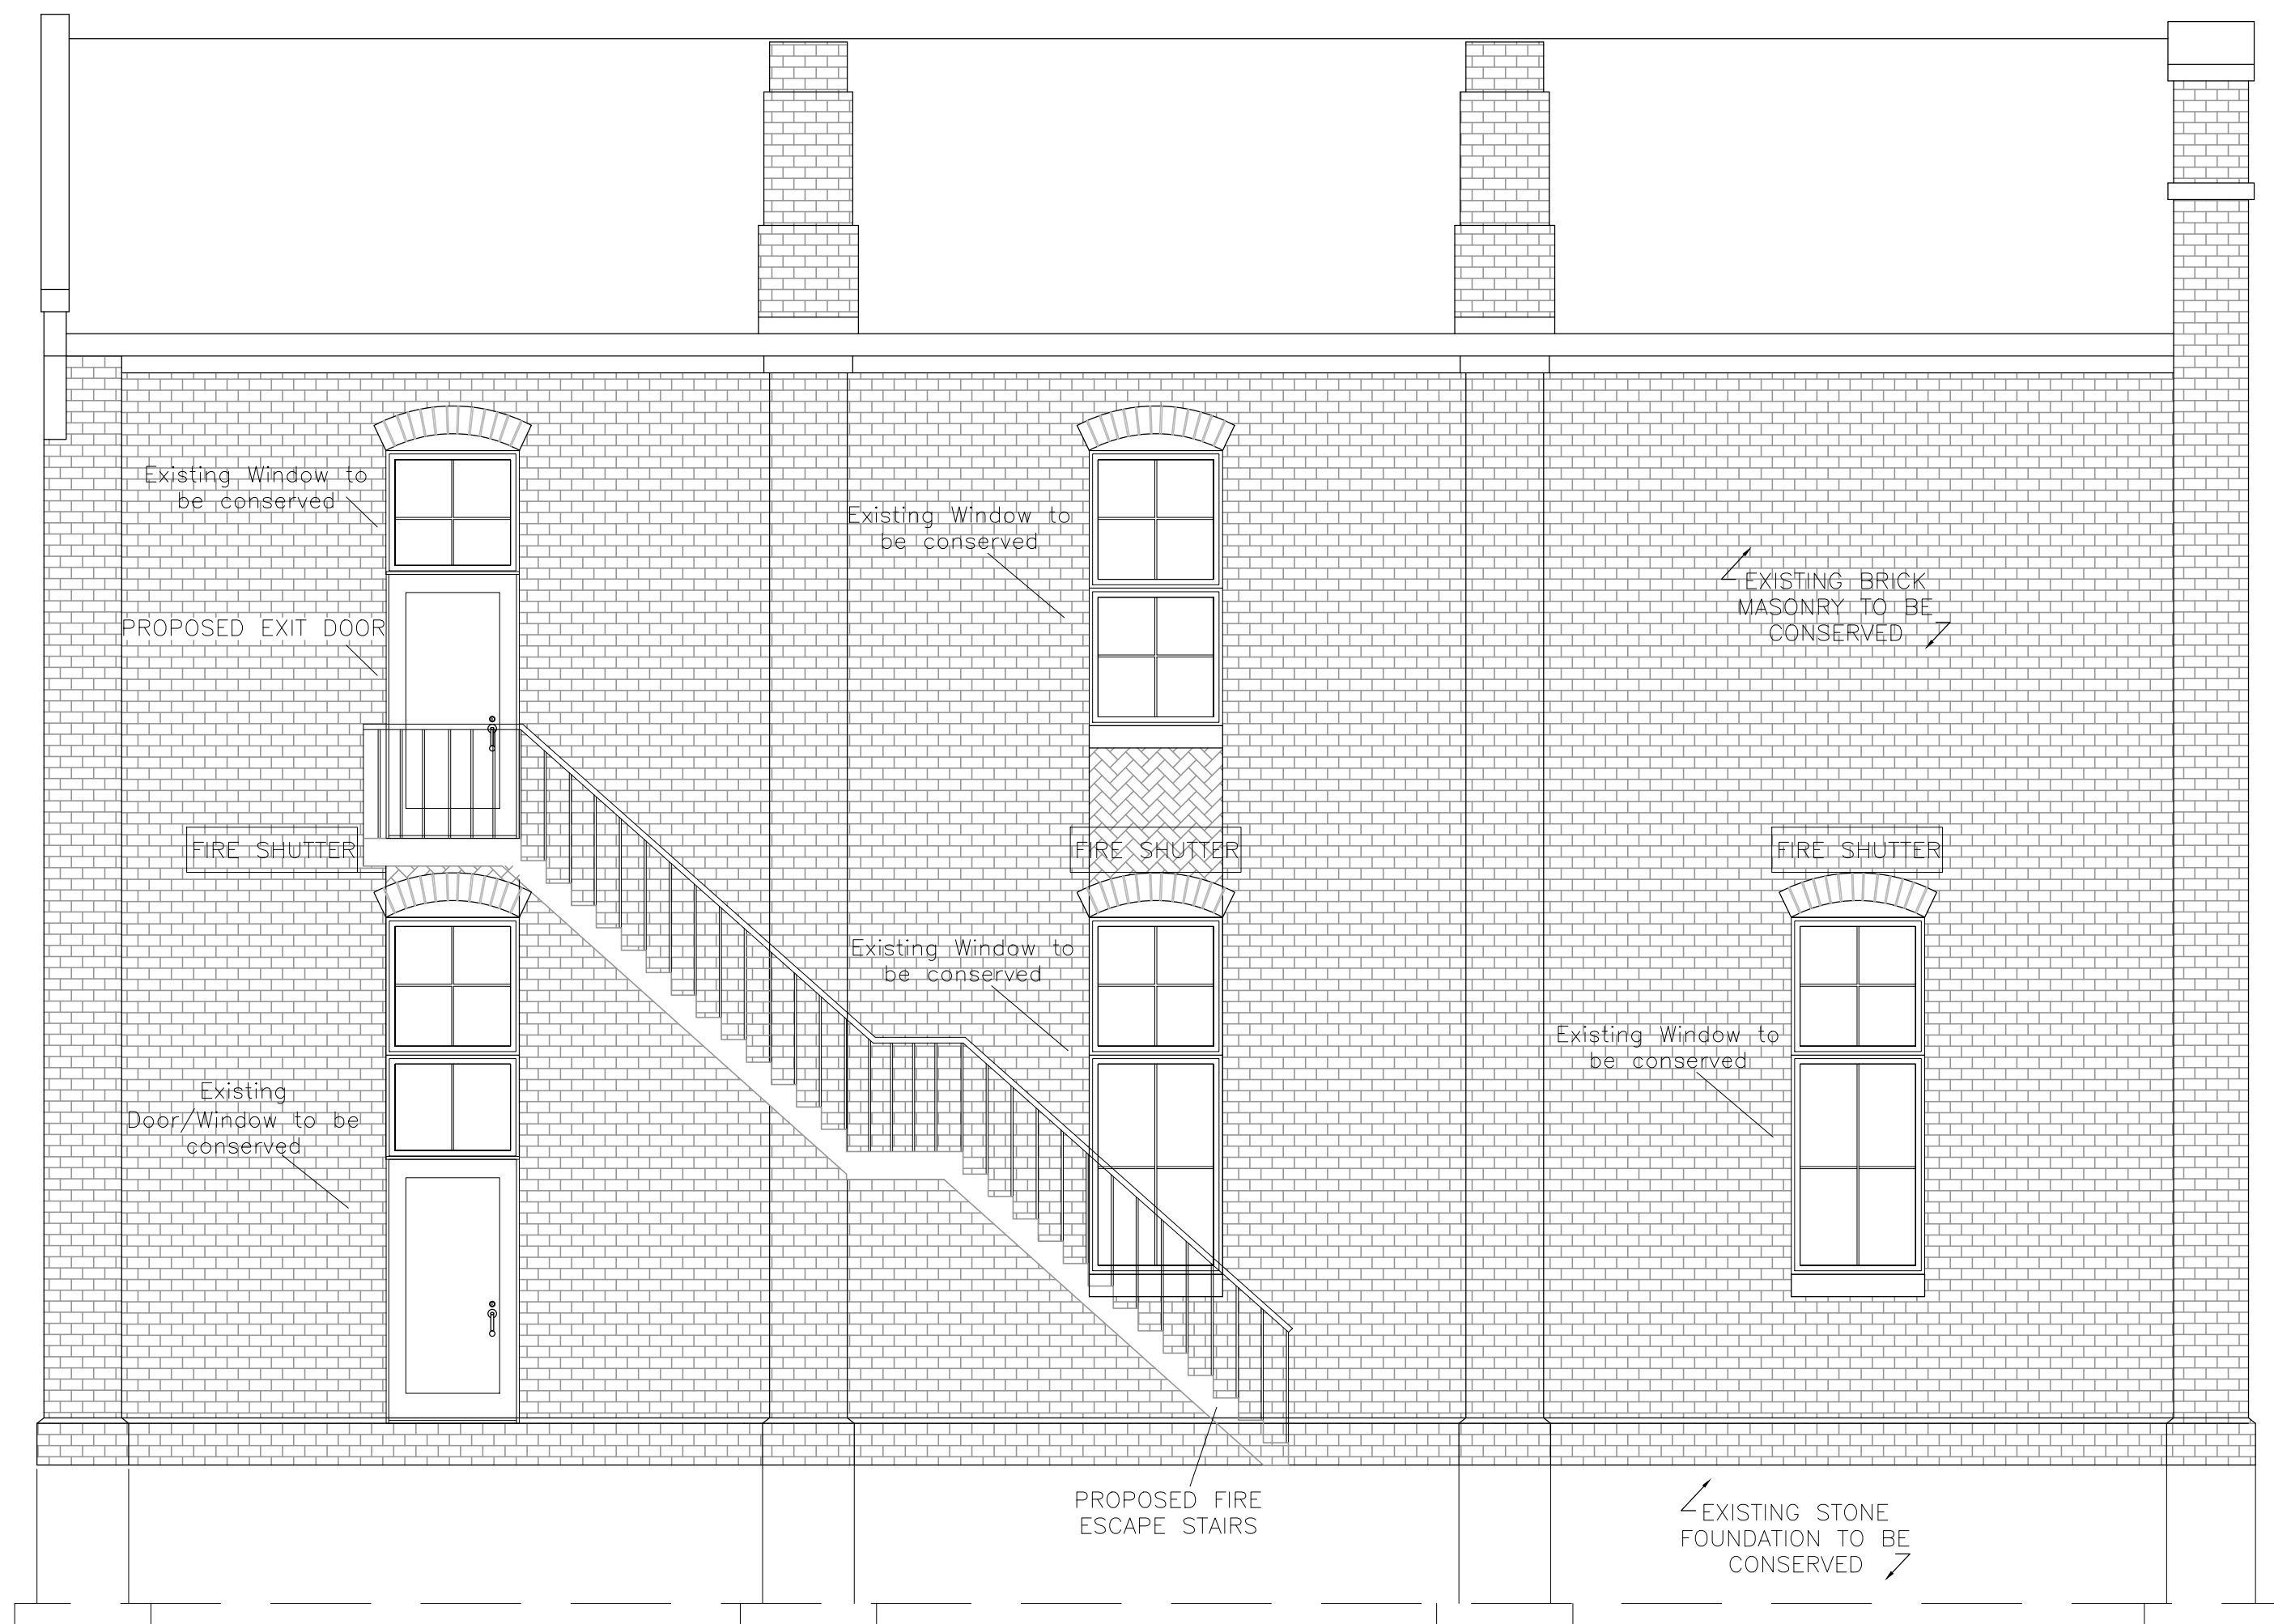 Existing Window to
be conserved
PROPOSED EXIT DOOR
FIRE SHUTTER
Existing
Door/Window to be
conserved
Existing Window to
be conserved
FIRE SHUTTER
Existing Window to
be conserved
PROPOSED FIRE
ESCAPE STAIRS
EXISTING BRICK
MASONRY TO BE
CONSERVED
FIRE SHUTTER
Existing Window to
be conserved
EXISTING STONE
FOUNDATION TO BE
CONSERVED